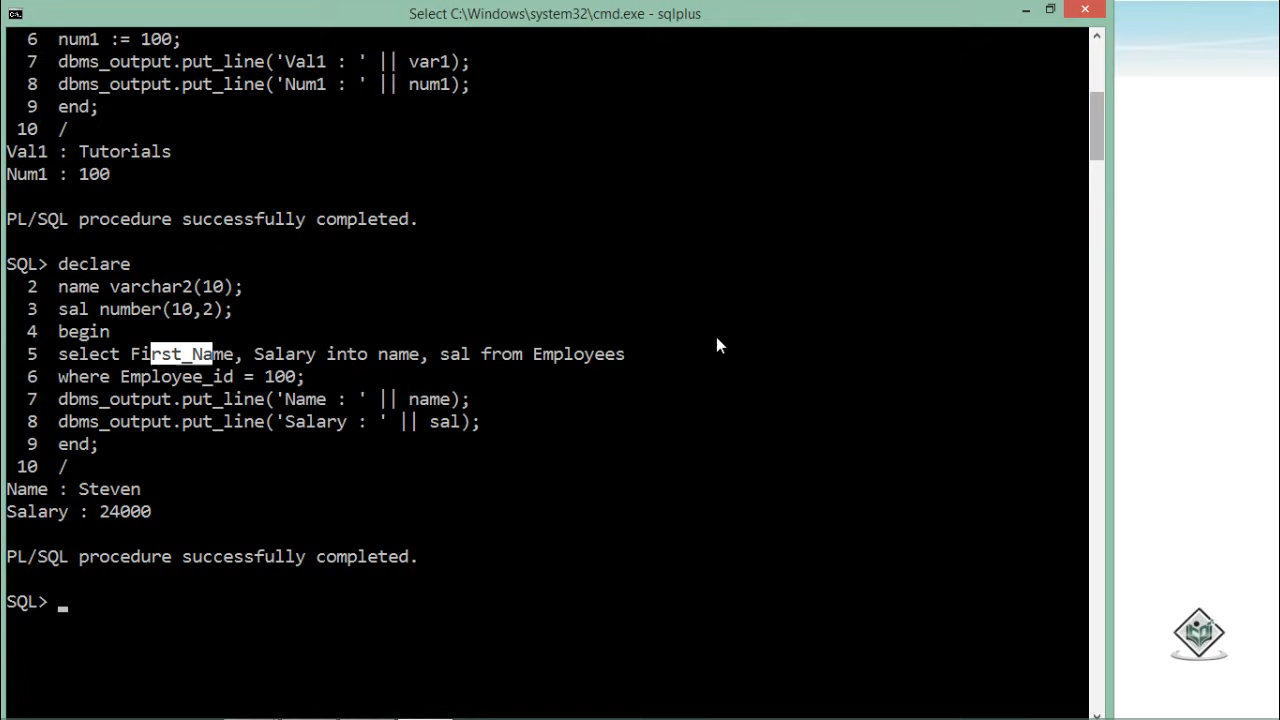 Select C:\Windows\system32\cmd.exe - sqlplus
6 num1 := 100;
7 dbms_output.put_line('Val1 : ' || var1);
8 dbms_output.put_line('Num1 : ' || num1);
9 end;
10 /
Val1 : Tutorials
Num1 : 100
PL/SQL procedure successfully completed.
SQL> declare
2 name varchar2(10);
3 sal number(10,2);
4 begin
5 select First_Name, Salary into name, sal from Employees
6 where Employee_id = 100;
7 dbms_output.put_line('Name : ' || name);
8 dbms_output.put_line('Salary : ' || sal);
9 end;
10 /
Name : Steven
Salary : 24000
PL/SQL procedure successfully completed.
SQL> _